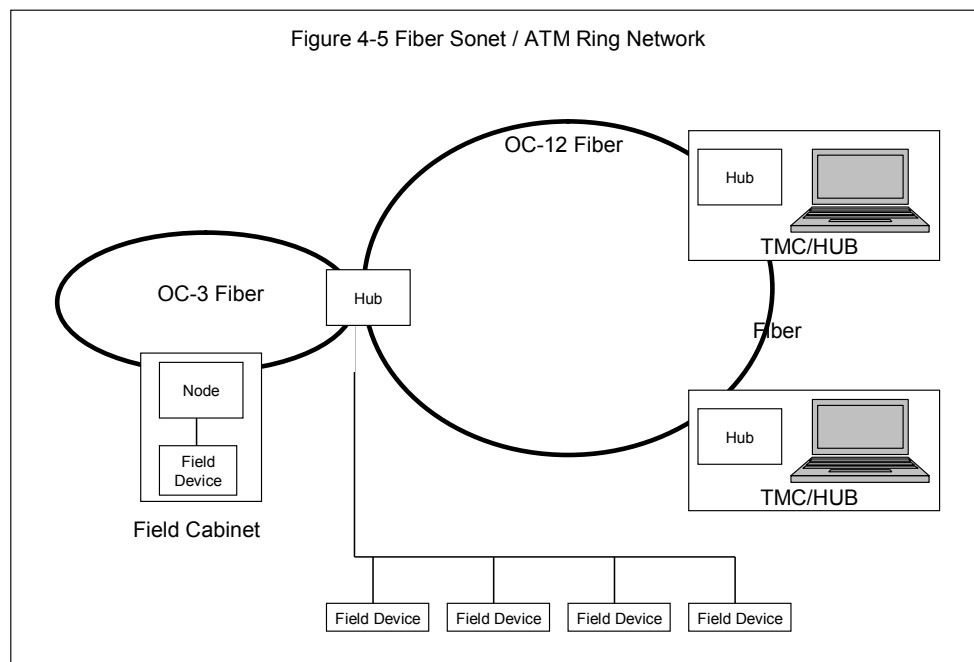 Figure 4-5 Fiber Sonet / ATM Ring Network
OC-12 Fiber
Hub
TMC/HUB
OC-3 Fiber
Hub
Fiber
Node
Field
Device
Field Cabinet
Hub
TMC/HUB
Field Device
Field Device
Field Device
Field Device